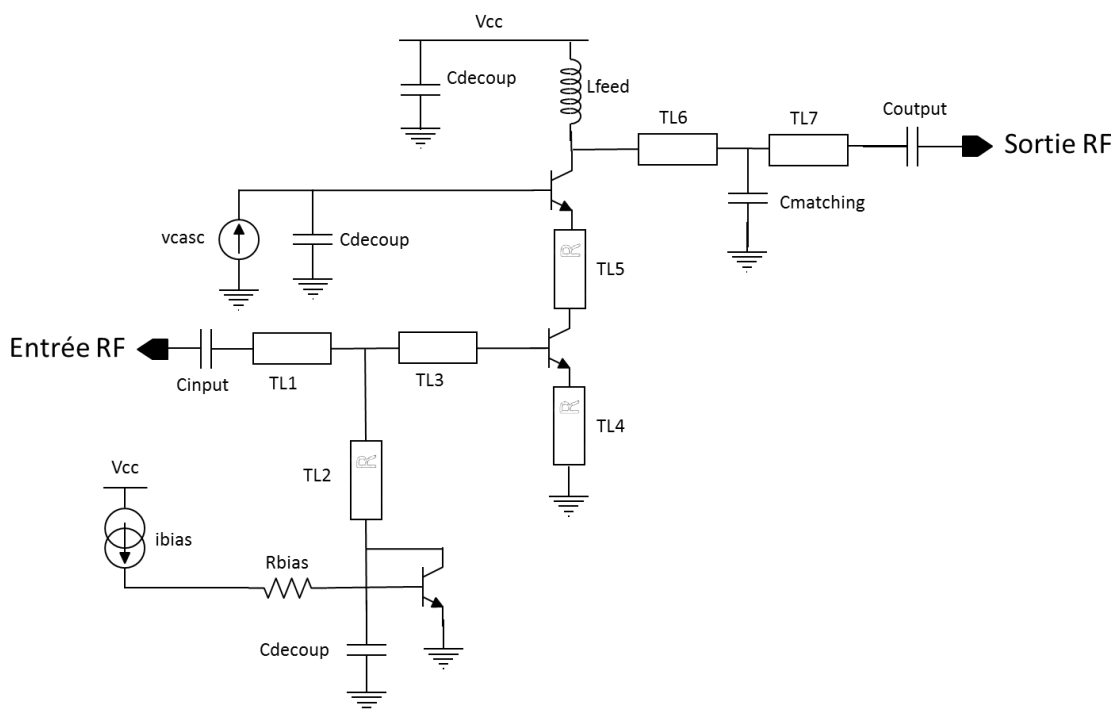 Vcc
Cdecoup
Lfeed
TL6
TL7
Coutput
Sortie RF
Cmatching
vcasc
Cdecoup
R
TL5
Entrée RF
Cinput
TL1
TL3
R
TL4
TL2
R
Vcc
ibias
Rbias
Cdecoup